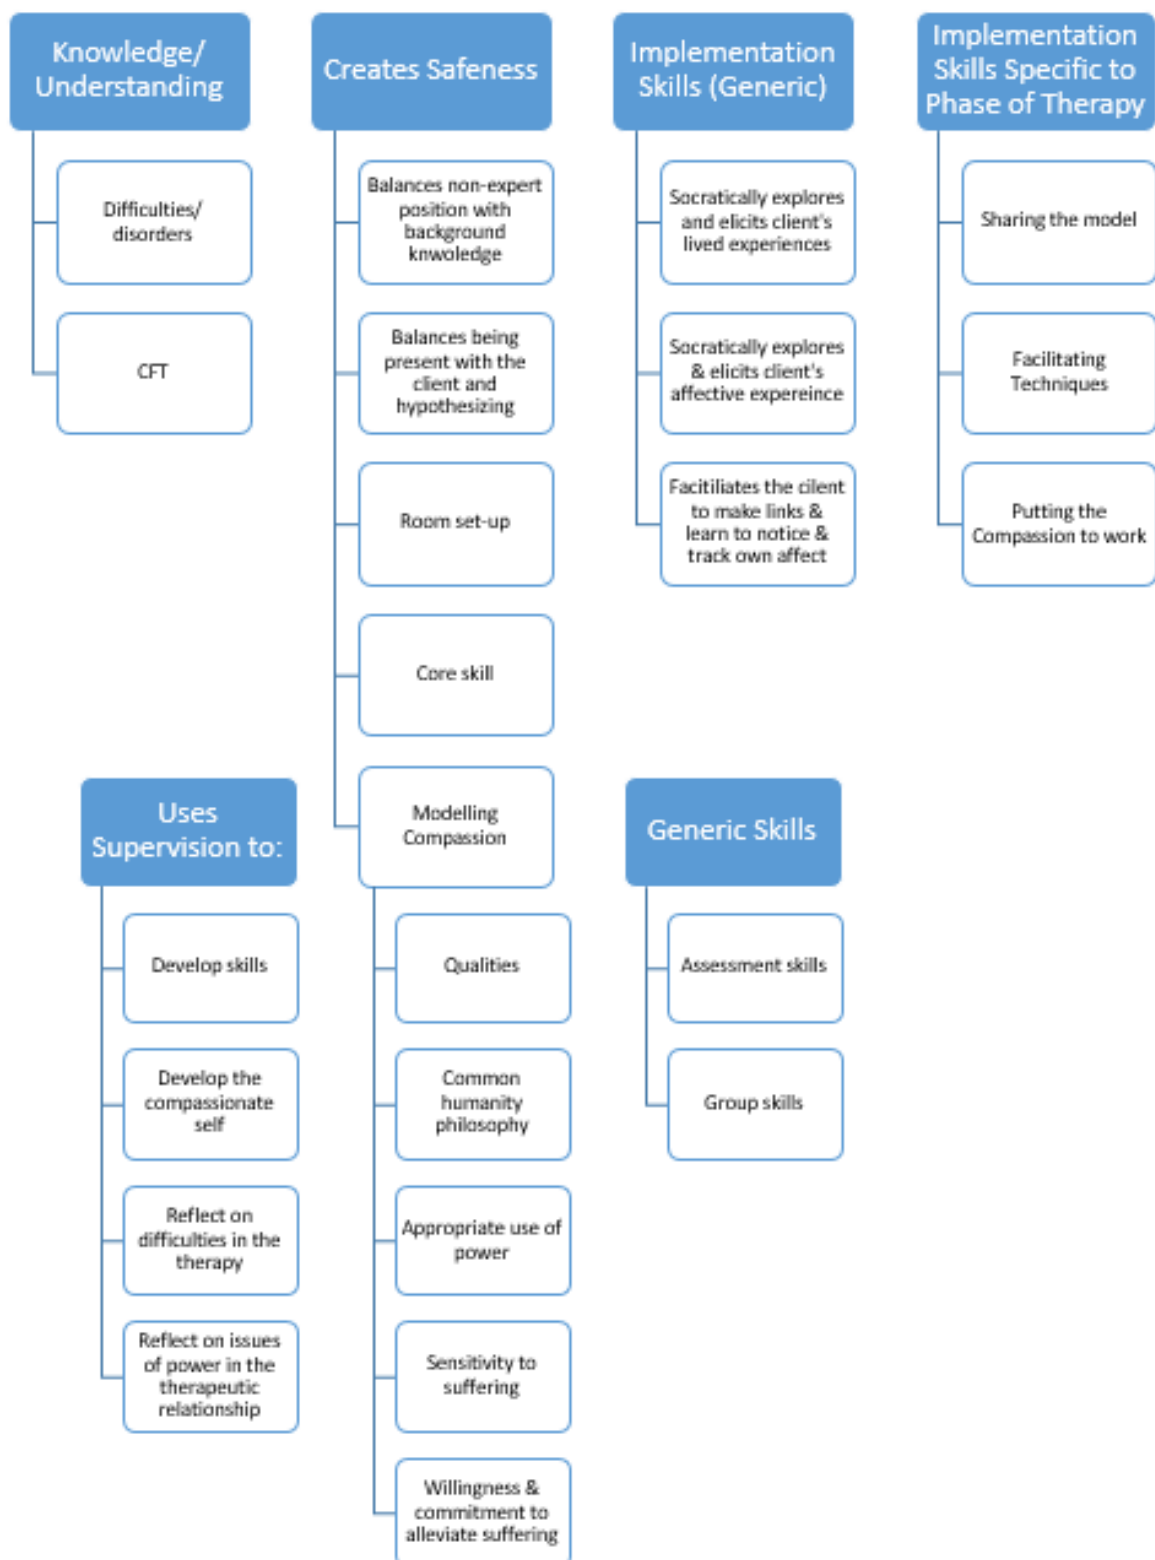 Knowledge/
Understanding
Difficulties/
disorders
CFT
Creates Safeness
Balances non-expert
position with
background
knwoledge
Balances being
present with the
client and
hypothesizing
Room set-up
Core skill
Modelling
Compassion
Qualities
Common
humanity
philosophy
Appropriate use of
power
Sensitivity to
suffering
Willingness &
commitment to
alleviate suffering
Implementation
Skills (Generic)
Socratically explores
and elicits client's
lived experiences
Socratically explores
& elicits client's
affective expereince
Facitiliates the cilent
to make links &
learn to notice &
track own affect
Implementation
Skills Specific to
Phase of Therapy
Sharing the model
Facilitating
Techniques
Putting the
Compassion to work
Uses
Supervision to:
Develop skills
Develop the
compassionate
self
Reflect on
difficulties in the
therapy
Reflect on issues
of power in the
therapeutic
relationship
Generic Skills
Assessment skills
Group skills